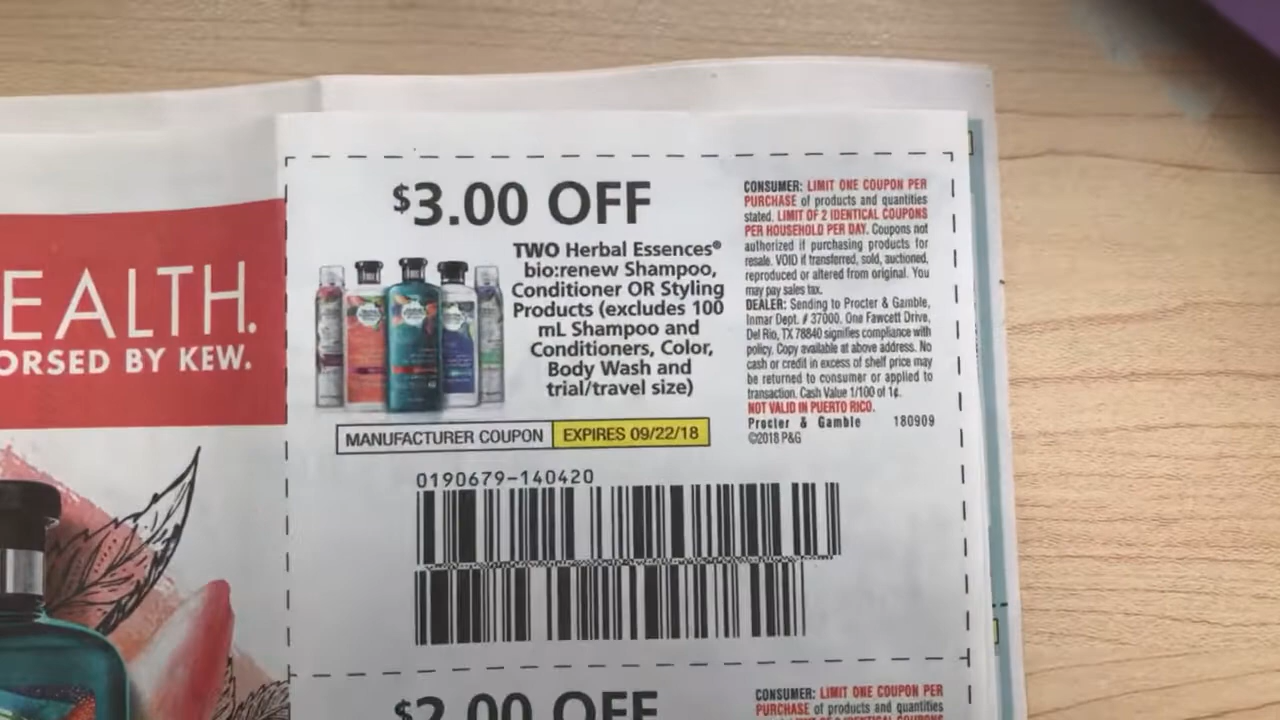 EALTH.
ORSED BY KEW.
$3.00 OFF
TWO Herbal Essences®
bio:renew Shampoo,
Conditioner OR Styling
Products (excludes 100
mL Shampoo and
Conditioners, Color,
Body Wash and
trial/travel size)
MANUFACTURER COUPON EXPIRES 09/22/18
CONSUMER: LIMIT ONE COUPON PER
PURCHASE of products and quantities
stated. LIMIT OF 2 IDENTICAL COUPONS
PER HOUSEHOLD PER DAY. Coupons not
authorized if purchasing products for
resale. VOID if transferred, sold, auctioned,
reproduced or altered from original. You
may pay sales tax.
DEALER: Sending to Procter & Gamble,
Inmar Dept. # 37000, One Fawcett Drive,
Del Rio, TX 78840 signifies compliance with
policy. Copy available at above address. No
cash or credit in excess of shelf price may
be returned to consumer or applied to
transaction. Cash Value 1/100 of 1¢.
NOT VALID IN PUERTO RICO.
Procter & Gamble 180909
©2018 P&G
0190679-140420
$2.00 OFF
CONSUMER: LIMIT ONE COUPON PER
PURCHASE of products and quantities